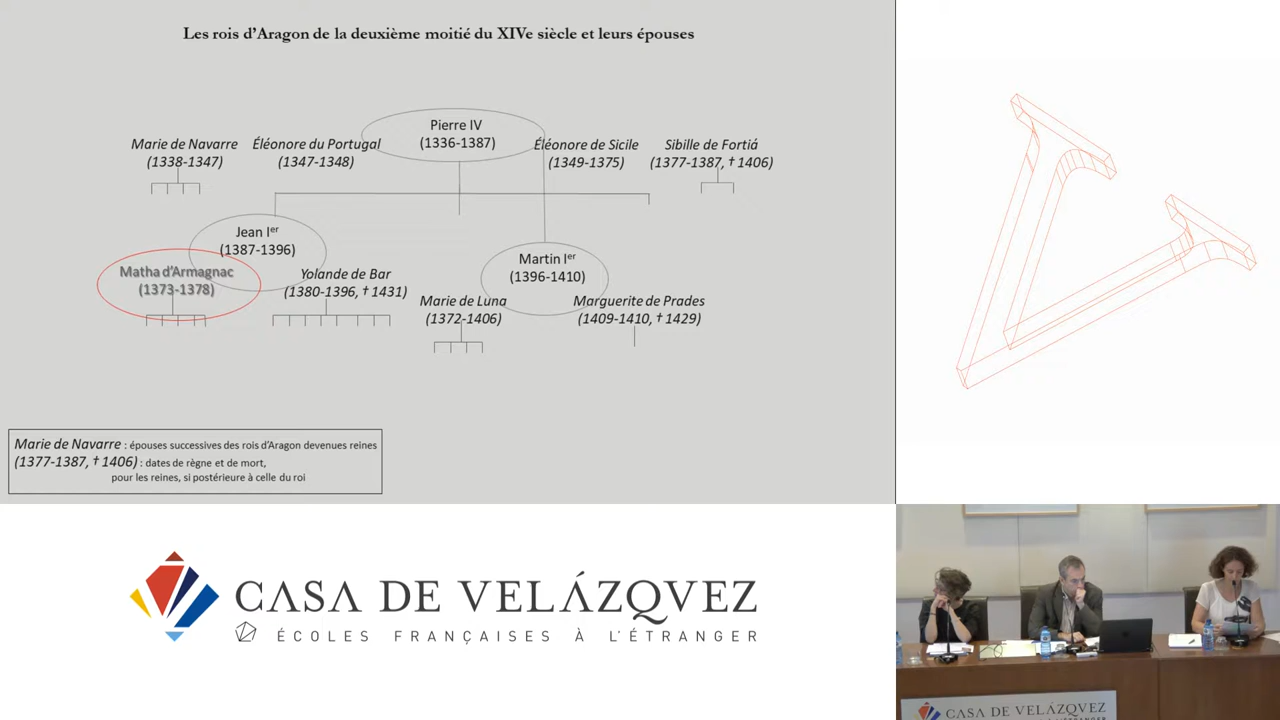 Les rois d'Aragon de la deuxième moitié du XIVe siècle et leurs épouses
Pierre IV
(1336-1387)
Marie de Navarre
(1338-1347)
Éléonore du Portugal
(1347-1348)
Éléonore de Sicile
(1349-1375)
Sibille de Fortiá
(1377-1387, † 1406)
Jean Ier
(1387-1396)
Matha d'Armagnac
(1373-1378)
Yolande de Bar
(1380-1396, † 1431)
Martin Ier
(1396-1410)
Marie de Luna
(1372-1406)
Marguerite de Prades
(1409-1410, † 1429)
Marie de Navarre : épouses successives des rois d'Aragon devenues reines
(1377-1387, † 1406) : dates de règne et de mort,
pour les reines, si postérieure à celle du roi
CASA DE VELÁZQVEZ
ÉCOLES FRANÇAISES À L'ÉTRANGER
CASA DE VELÁZQVEZ